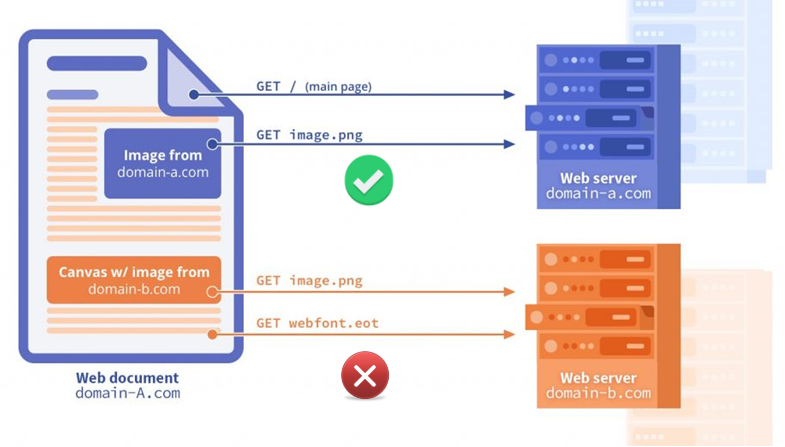 GET / (main page)
GET image.png
Image from
domain-a.com
Web server
domain-a.com
Canvas w/ image from
domain-b.com
GET image.png
GET webfont.eot
Web document
domain-A.com
Web server
domain-b.com